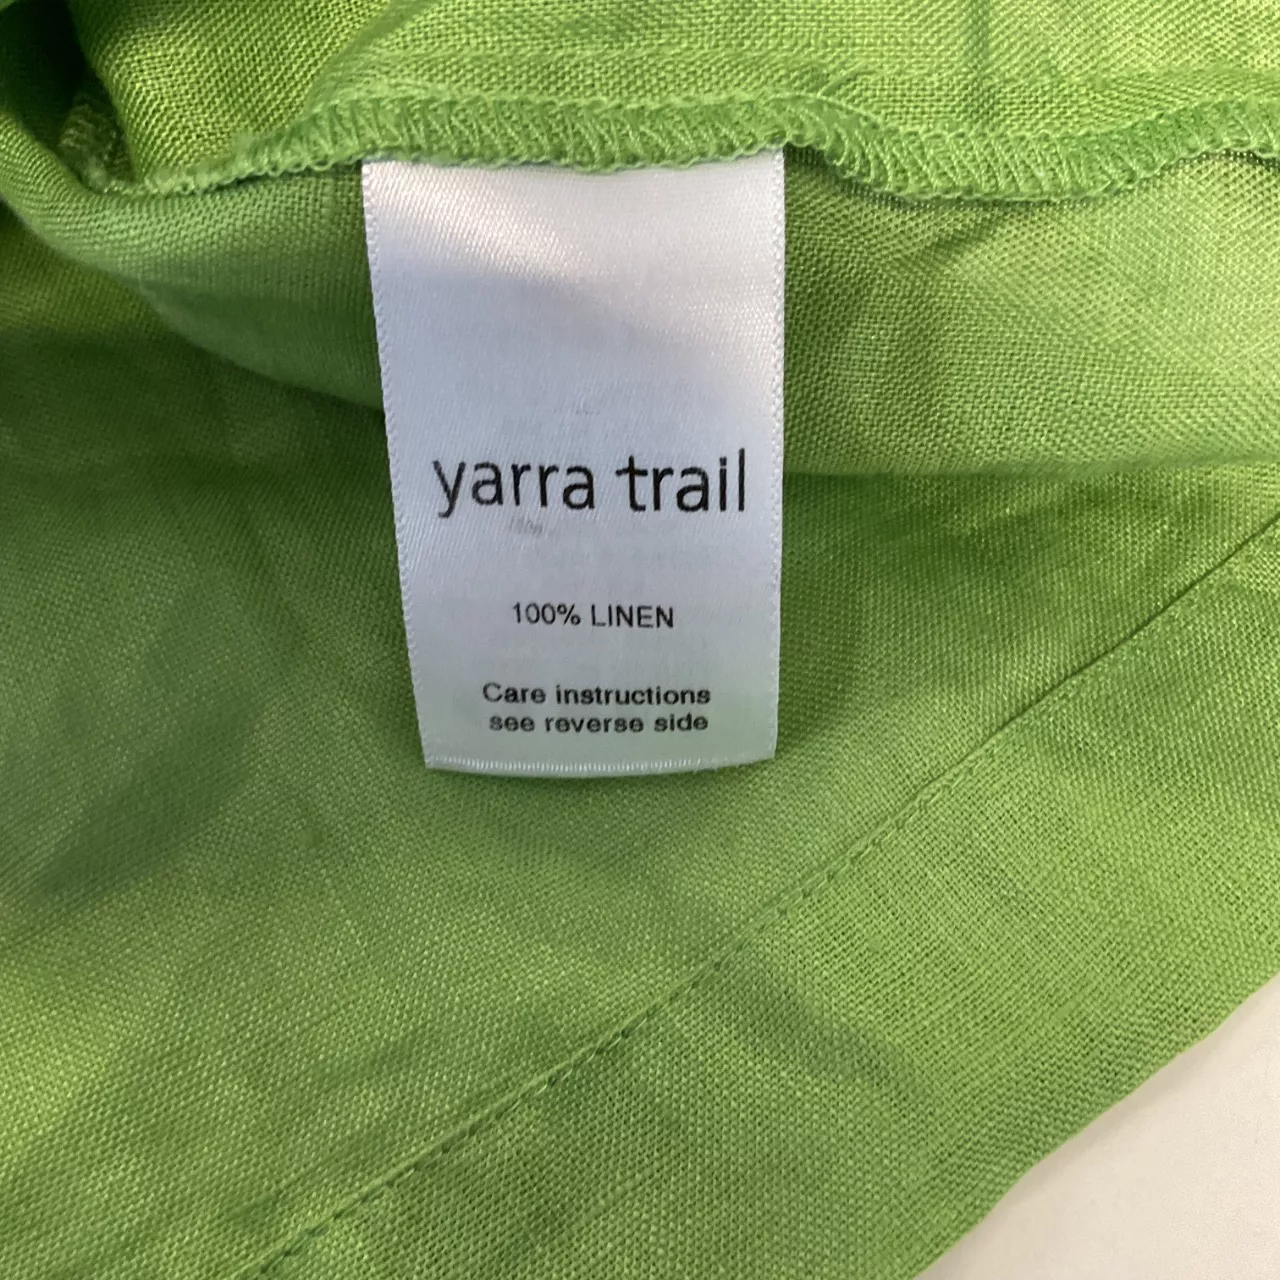 yarra trail
100% LINEN
Care instructions
see reverse side